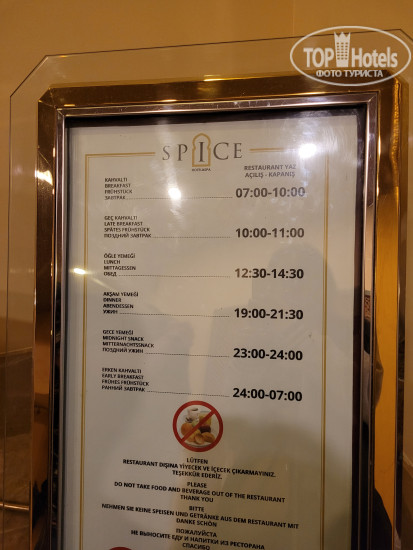 TOP Hotels
ФОТО ТУРИСТА
SPICE
RESTAURANT YAZ
AÇILIŞ - KAPANIŞ
KAHVALTI
BREAKFAST
FRÜHSTÜCK
ЗАВТРАК
07:00-10:00
GEÇ KAHVALTI
LATE BREAKFAST
SPÄTES FRÜHSTÜCK
ПОЗДНИЙ ЗАВТРАК
10:00-11:00
ÖĞLE YEMEĞİ
LUNCH
MITTAGESSEN
ОБЕД
12:30-14:30
AKŞAM YEMEĞİ
DINNER
ABENDESSEN
УЖИН
19:00-21:30
GECE YEMEĞİ
MIDNIGHT SNACK
MITTERNACHTSSNACK
ПОЗДНИЙ УЖИН
23:00-24:00
ERKEN KAHVALTI
EARLY BREAKFAST
FRÜHES FRÜHSTÜCK
РАННИЙ ЗАВТРАК
24:00-07:00
LÜTFEN
RESTAURANT DIŞINA YİYECEK VE İÇECEK ÇIKARMAYINIZ.
TEŞEKKÜR EDERİZ.
PLEASE
DO NOT TAKE FOOD AND BEVERAGE OUT OF THE RESTAURANT
THANK YOU
BITTE
NEHMEN SIE KEINE SPEISEN UND GETRÄNKE AUS DEM RESTAURANT MIT
DANKE SCHÖN
ПОЖАЛУЙСТА
НЕ ВЫНОСИТЕ ЕДУ И НАПИТКИ ИЗ РЕСТОРАНА
СПАСИБО